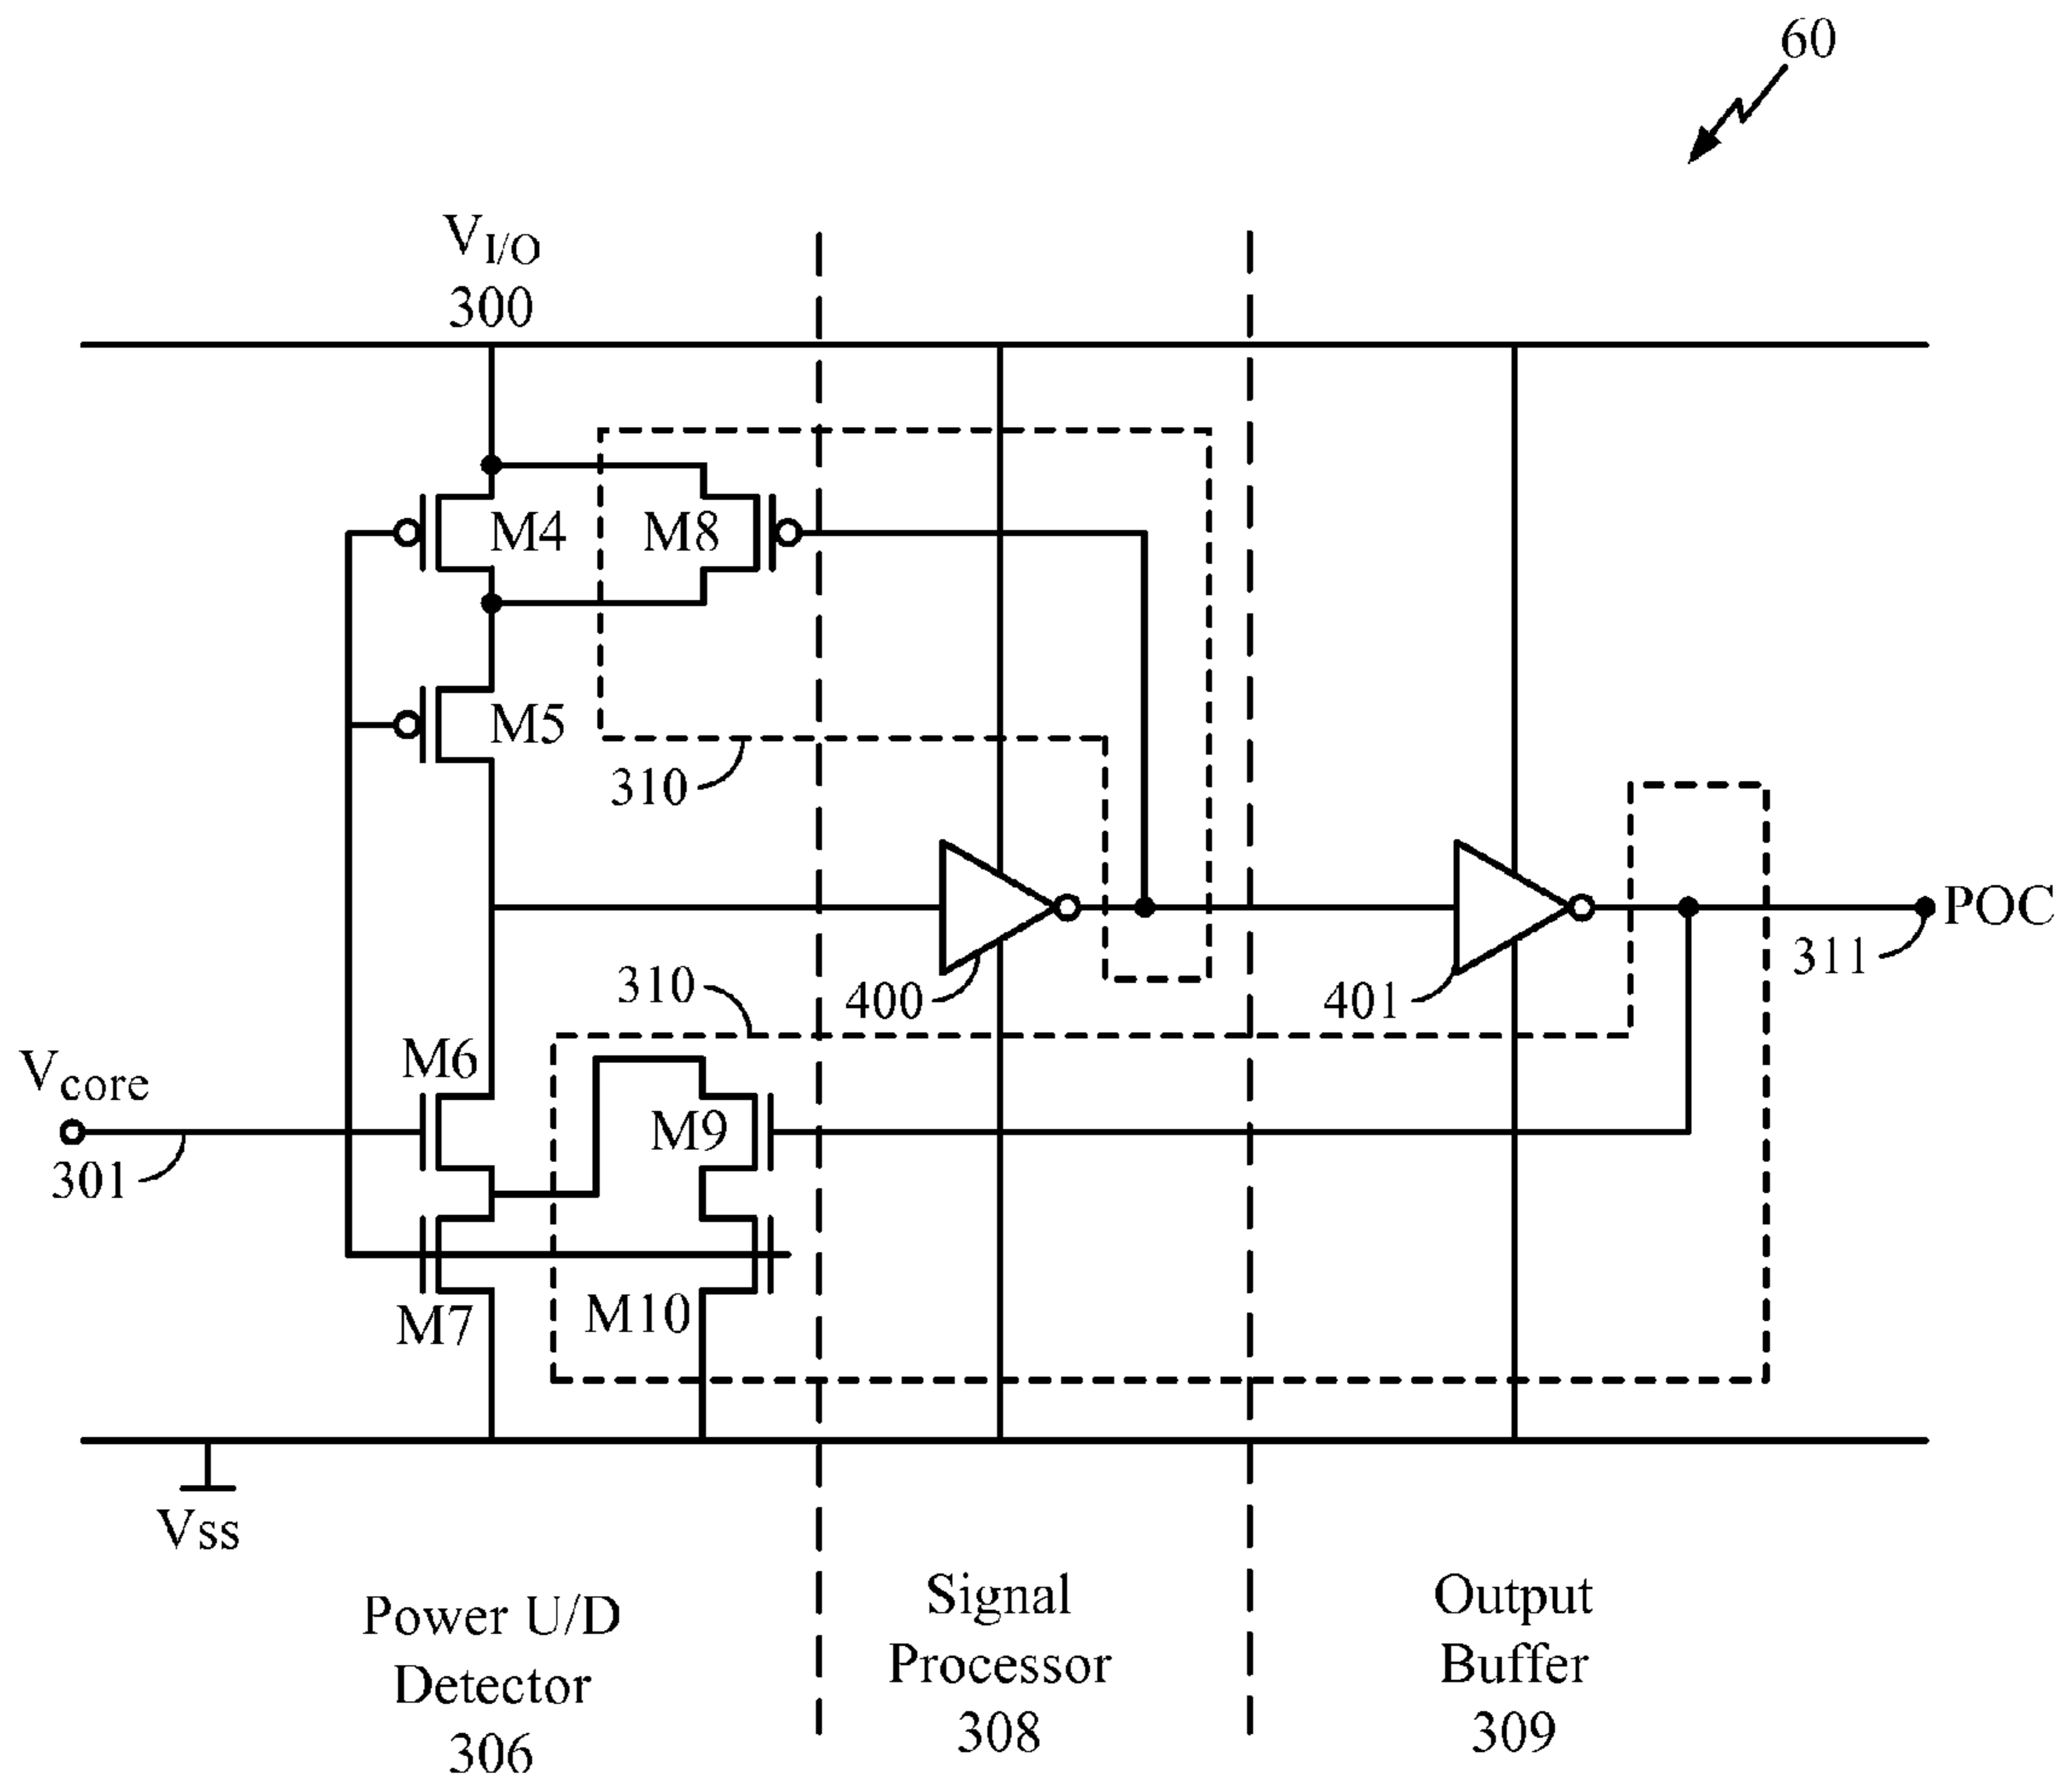 60
V_I/O
300
M4
M8
M5
310
POC
311
400
401
310
M6
Vcore
301
M9
M7
M10
Vss
Power U/D
Detector
306
Signal
Processor
308
Output
Buffer
309